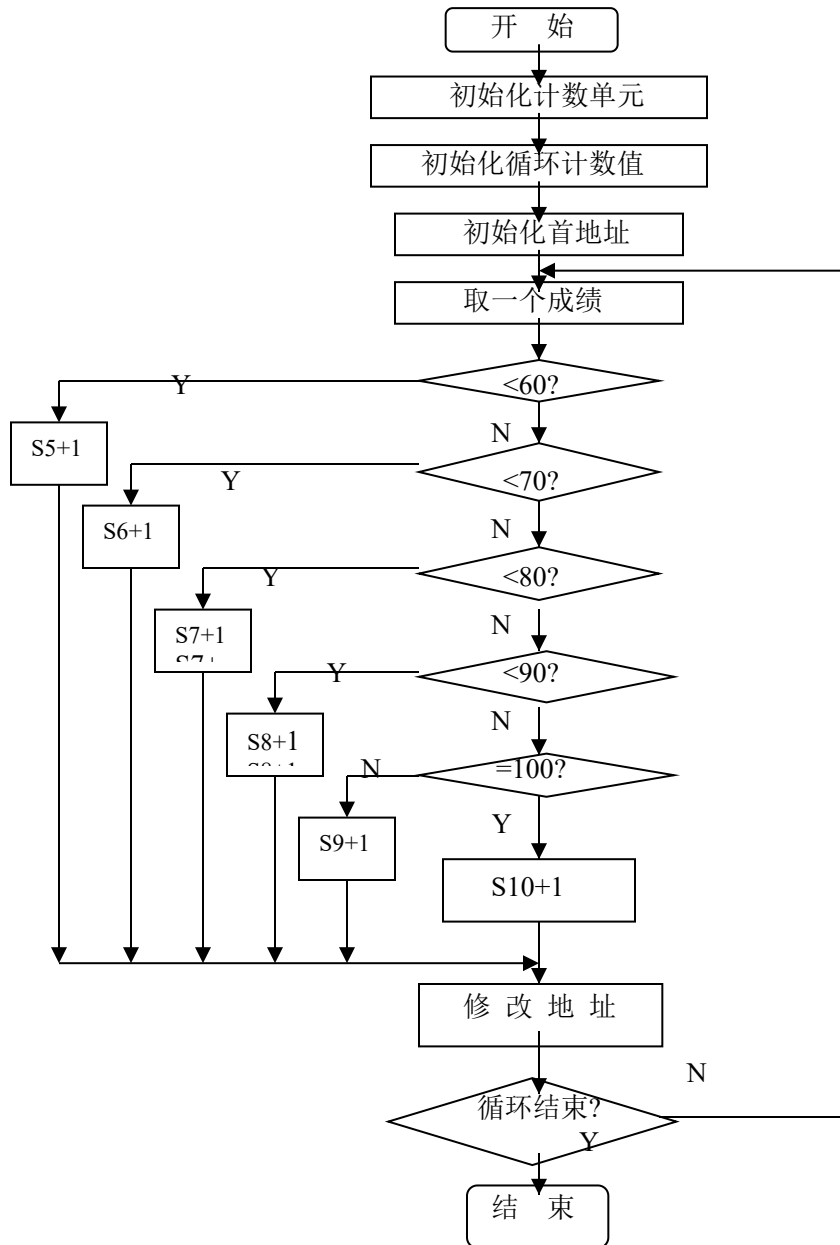 开 始
初始化计数单元
初始化循环计数值
初始化首地址
取一个成绩
Y
<60?
N
S5+1
Y
<70?
N
S6+1
Y
<80?
N
S7+1
Y
<90?
N
S8+1
N
=100?
Y
S9+1
S10+1
修 改 地 址
N
循环结束?
Y
结 束